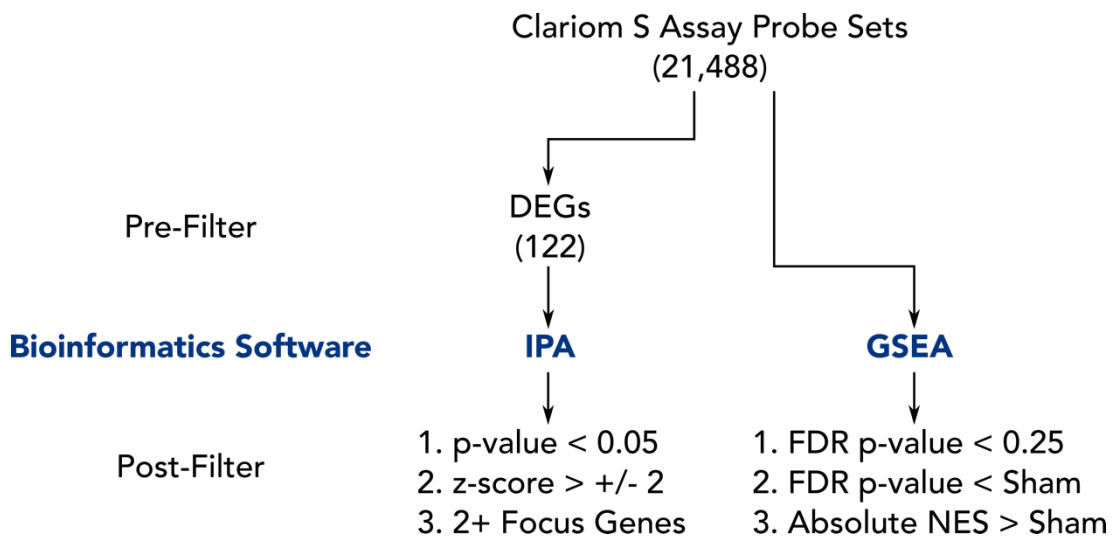 Clariom S Assay Probe Sets
(21,488)
Pre-Filter
DEGs
(122)
Bioinformatics Software
IPA
GSEA
Post-Filter
1. p-value < 0.05
2. z-score > +/- 2
3. 2+ Focus Genes
1. FDR p-value < 0.25
2. FDR p-value < Sham
3. Absolute NES > Sham